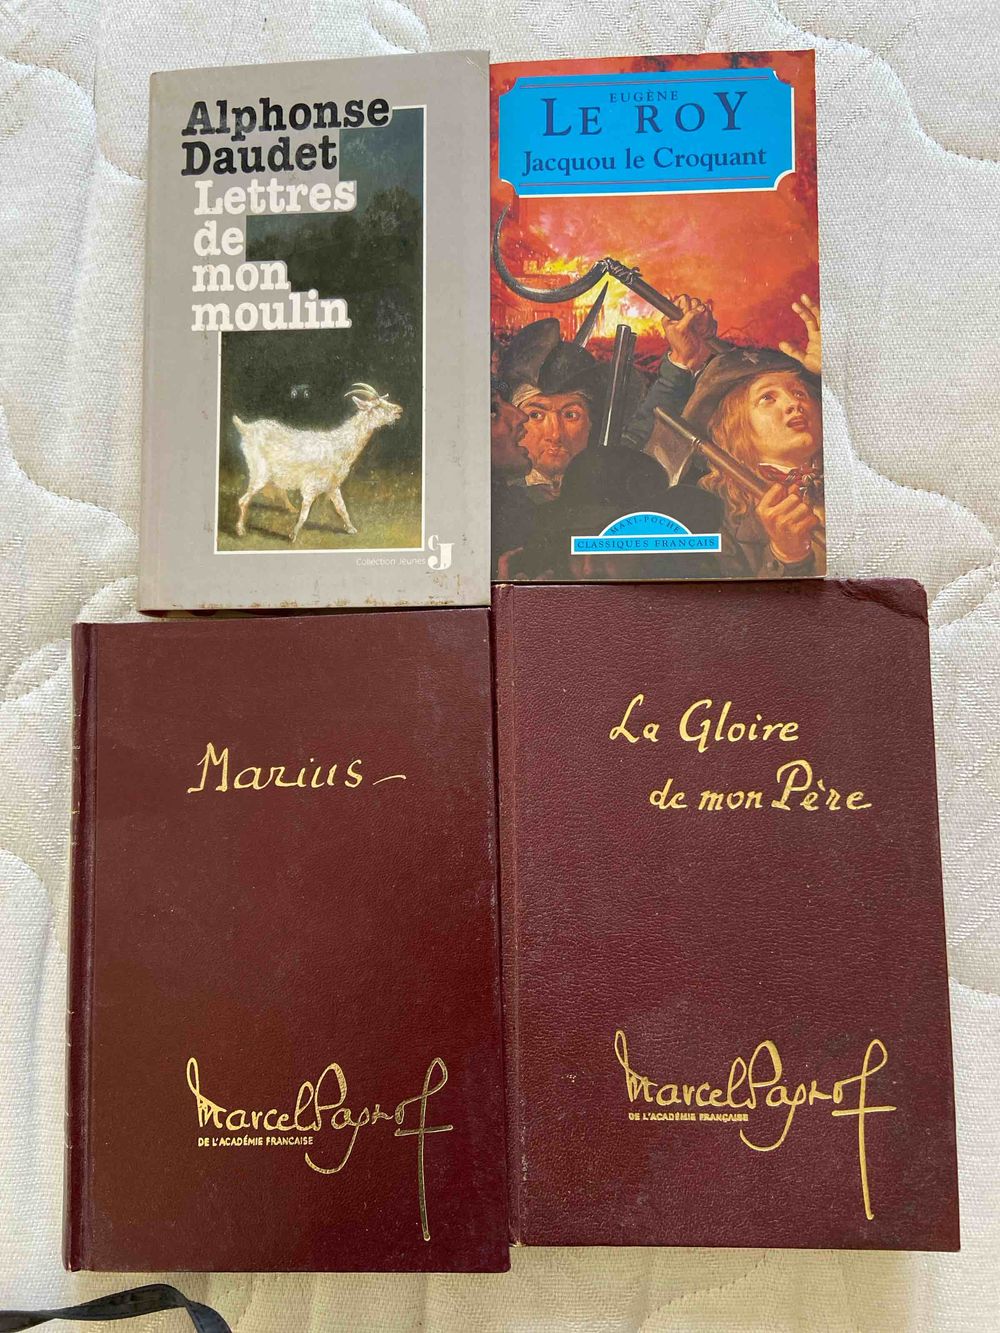 Alphonse
Daudet
Lettres
de
mon
moulin
Collection Jeunes
CJ
EUGÈNE
LE ROY
Jacquou le Croquant
MAXI-POCHE
CLASSIQUES FRANÇAIS
Marius
Marcel Pagnol
DE L'ACADÉMIE FRANÇAISE
La Gloire
de mon Père
Marcel Pagnol
DE L'ACADÉMIE FRANÇAISE